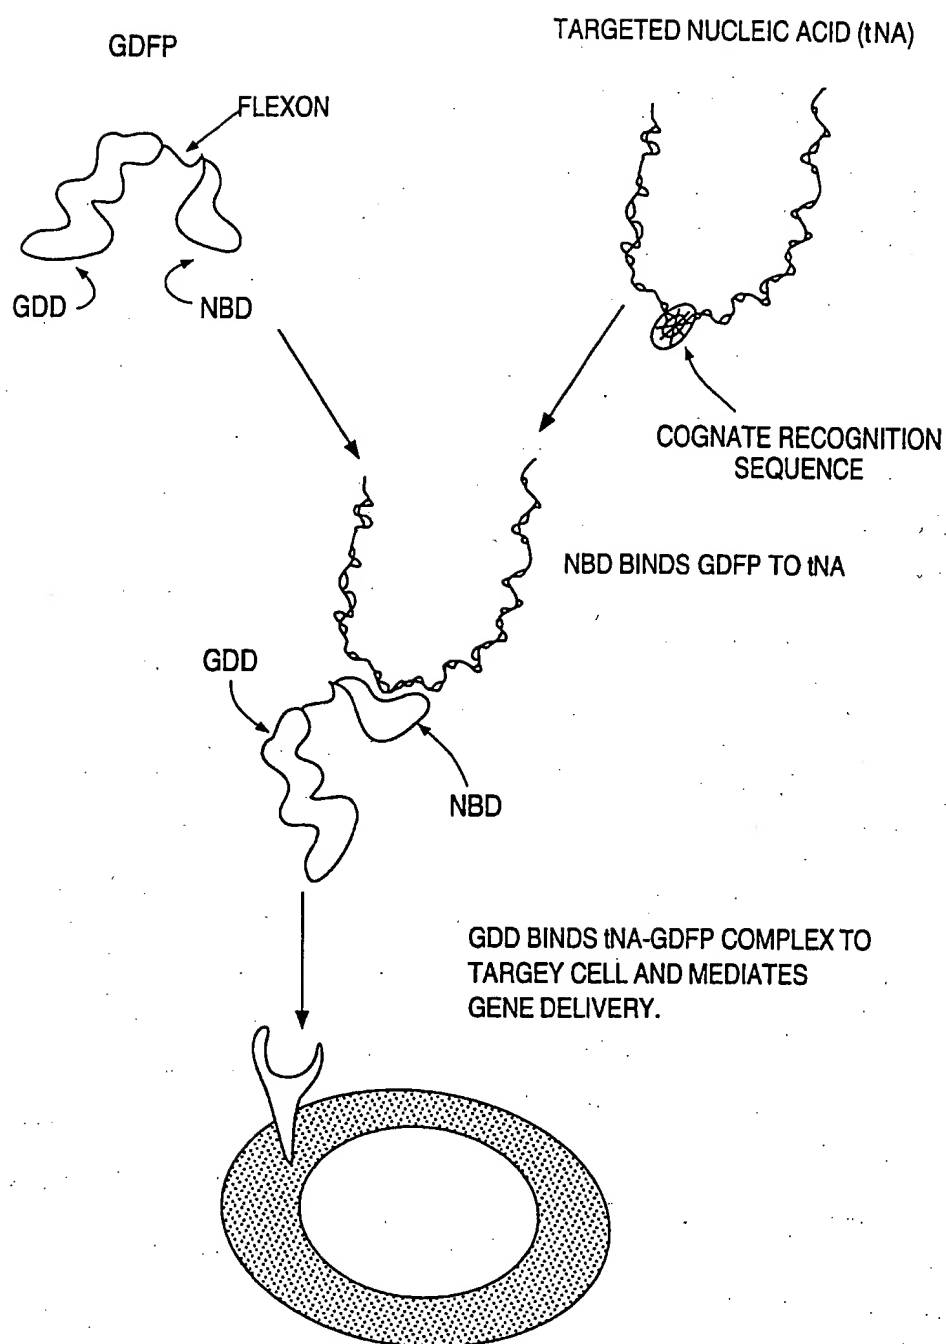 GDFP
TARGETED NUCLEIC ACID (tNA)
FLEXON
GDD
NBD
COGNATE RECOGNITION
SEQUENCE
NBD BINDS GDFP TO tNA
GDD
NBD
GDD BINDS tNA-GDFP COMPLEX TO
TARGEY CELL AND MEDIATES
GENE DELIVERY.